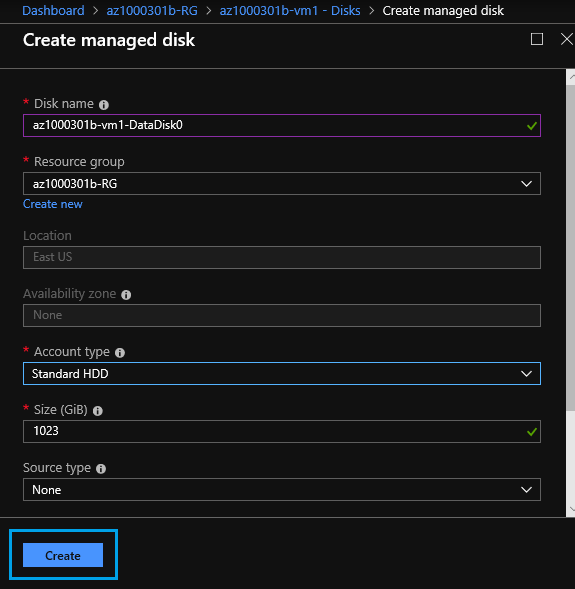 Dashboard > az1000301b-RG > az1000301b-vm1 - Disks > Create managed disk
Create managed disk
* Disk name
az1000301b-vm1-DataDisk0
* Resource group
az1000301b-RG
Create new
Location
East US
Availability zone
None
* Account type
Standard HDD
* Size (GiB)
1023
Source type
None
Create